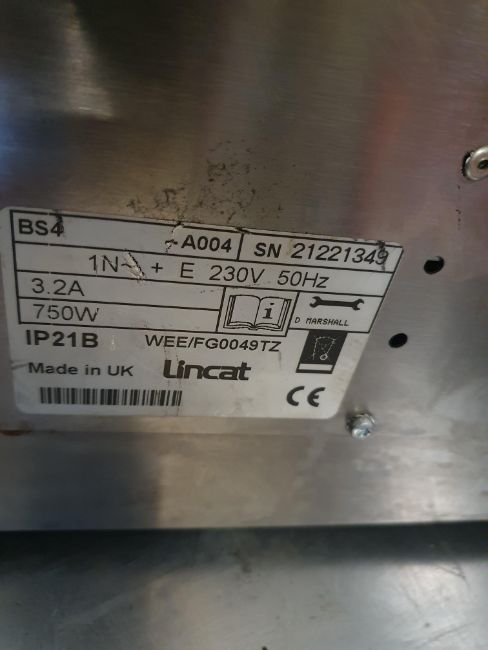 BS4 A004 SN 21221349
1N~ + E 230V 50Hz
3.2A
750W
i
D MARSHALL
IP21B WEE/FG0049TZ
Made in UK Lincat
CE